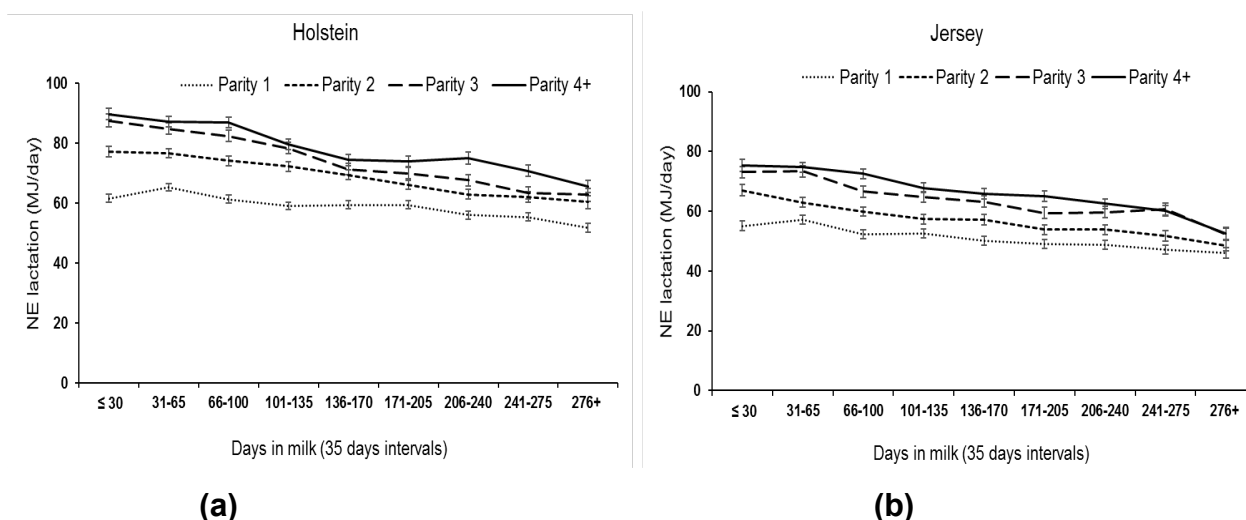 Holstein
Parity 1 Parity 2 Parity 3 Parity 4+
NE lactation (MJ/day)
100
80
60
40
20
0
≤ 30 31-65 66-100 101-135 136-170 171-205 206-240 241-275 276+
Days in milk (35 days intervals)
(a)
Jersey
Parity 1 Parity 2 Parity 3 Parity 4+
NE lactation (MJ/day)
100
80
60
40
20
0
≤ 30 31-65 66-100 101-135 136-170 171-205 206-240 241-275 276+
Days in milk (35 days intervals)
(b)